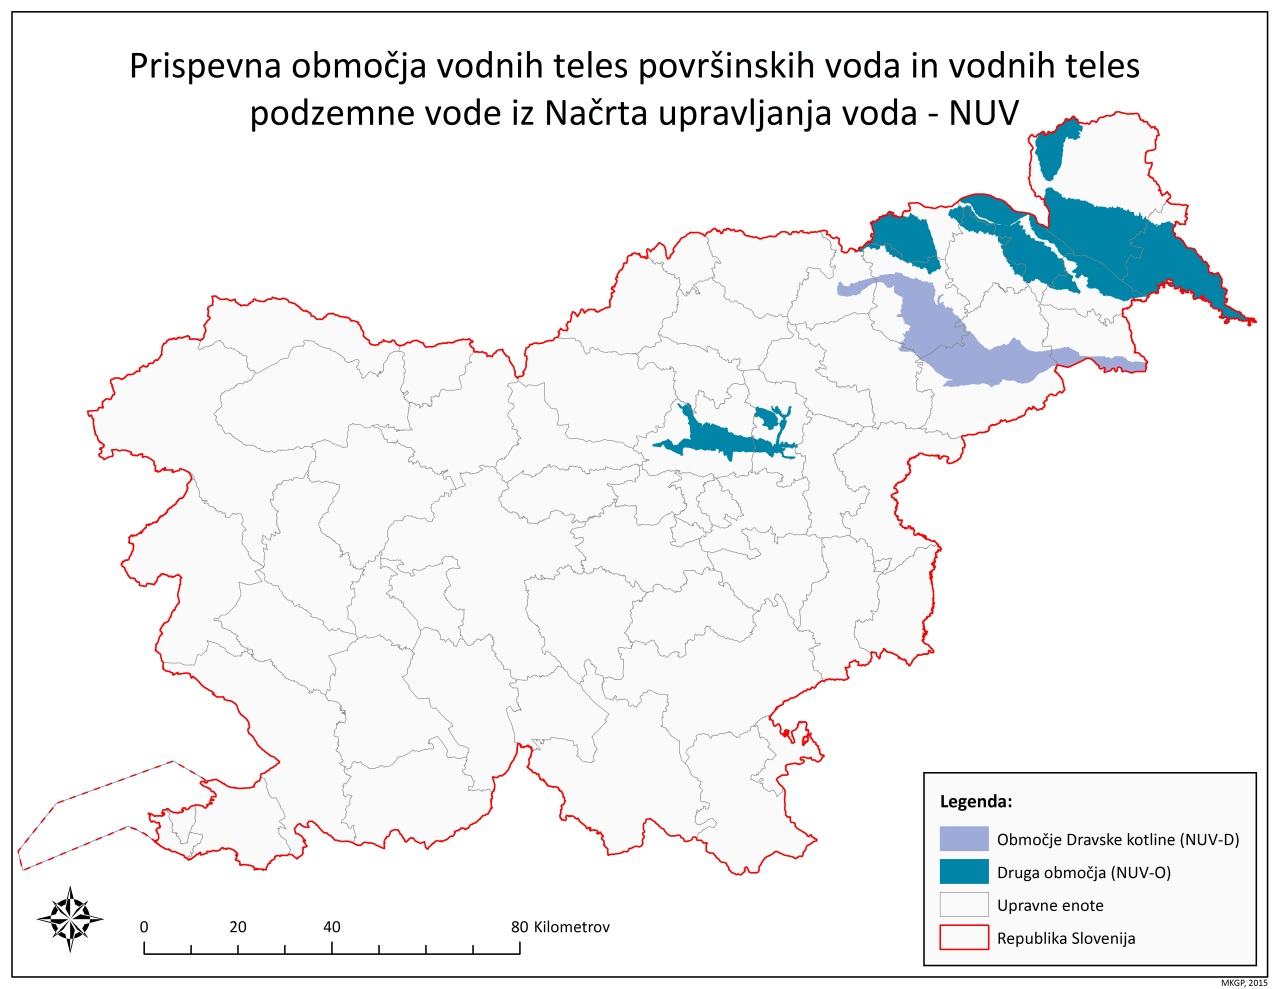 Prispevna območja vodnih teles površinskih voda in vodnih teles
podzemne vode iz Načrta upravljanja voda - NUV
Legenda:
Območje Dravske kotline (NUV-D)
Druga območja (NUV-O)
Upravne enote
Republika Slovenija
0 20 40 80 Kilometrov
MKGP, 2015